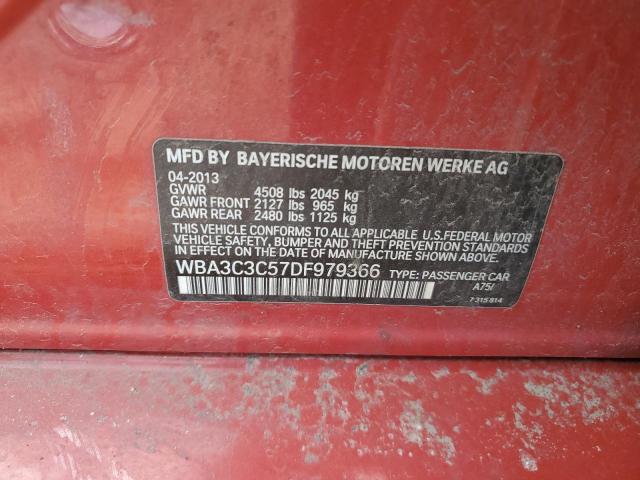 MFD BY BAYERISCHE MOTOREN WERKE AG
04-2013
GVWR 4508 lbs 2045 kg
GAWR FRONT 2127 lbs 965 kg
GAWR REAR 2480 lbs 1125 kg
THIS VEHICLE CONFORMS TO ALL APPLICABLE U.S.FEDERAL MOTOR
VEHICLE SAFETY, BUMPER AND THEFT PREVENTION STANDARDS
IN EFFECT ON THE DATE OF MANUFACTURE SHOWN ABOVE.
WBA3C3C57DF979366 TYPE: PASSENGER CAR
A75/
7 315 814